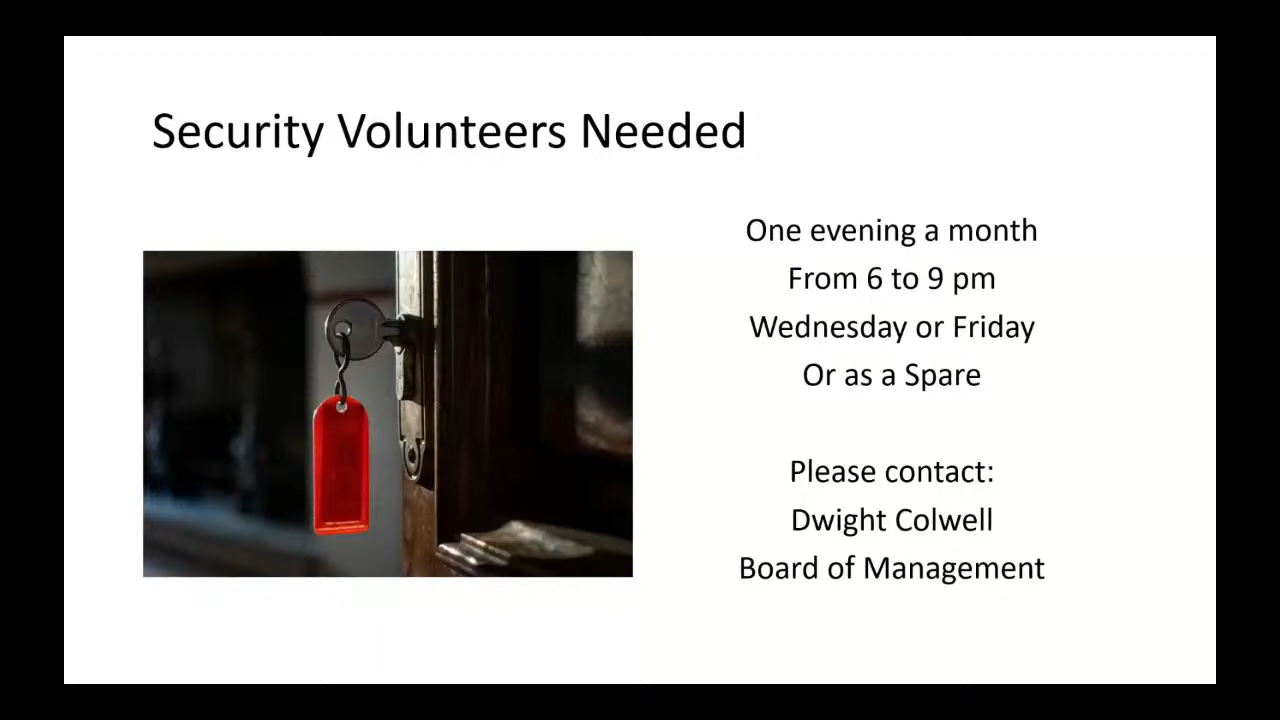 Security Volunteers Needed
One evening a month
From 6 to 9 pm
Wednesday or Friday
Or as a Spare
Please contact:
Dwight Colwell
Board of Management